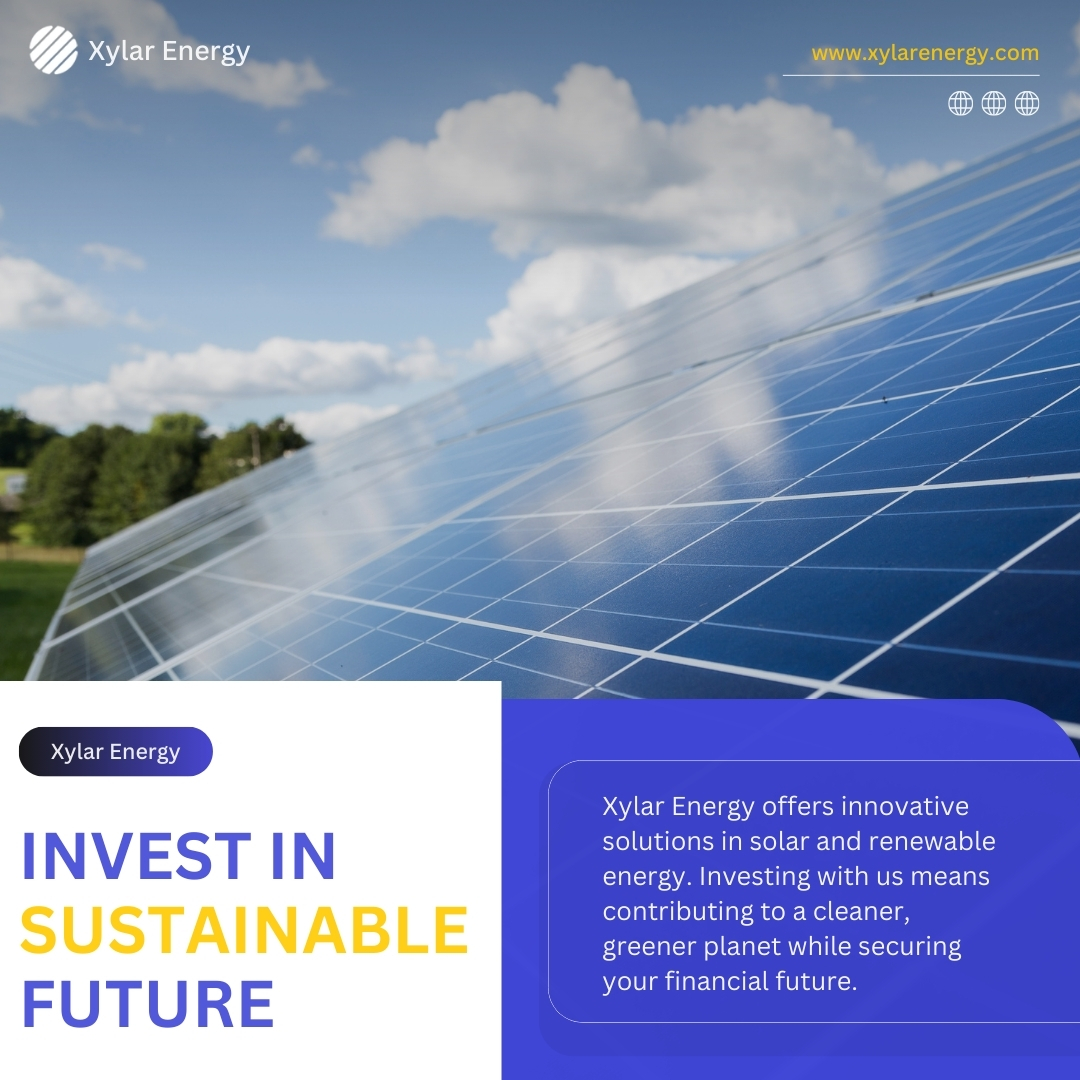 Xylar Energy
www.xylarenergy.com
Xylar Energy
INVEST IN
SUSTAINABLE
FUTURE
Xylar Energy offers innovative
solutions in solar and renewable
energy. Investing with us means
contributing to a cleaner,
greener planet while securing
your financial future.